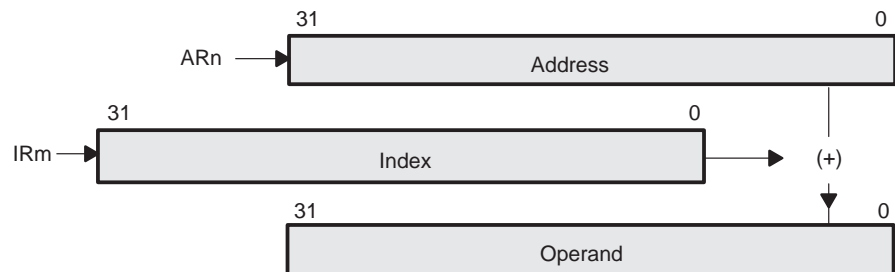 31 0
ARn Address
31 0
IRm Index (+)
31 0
Operand